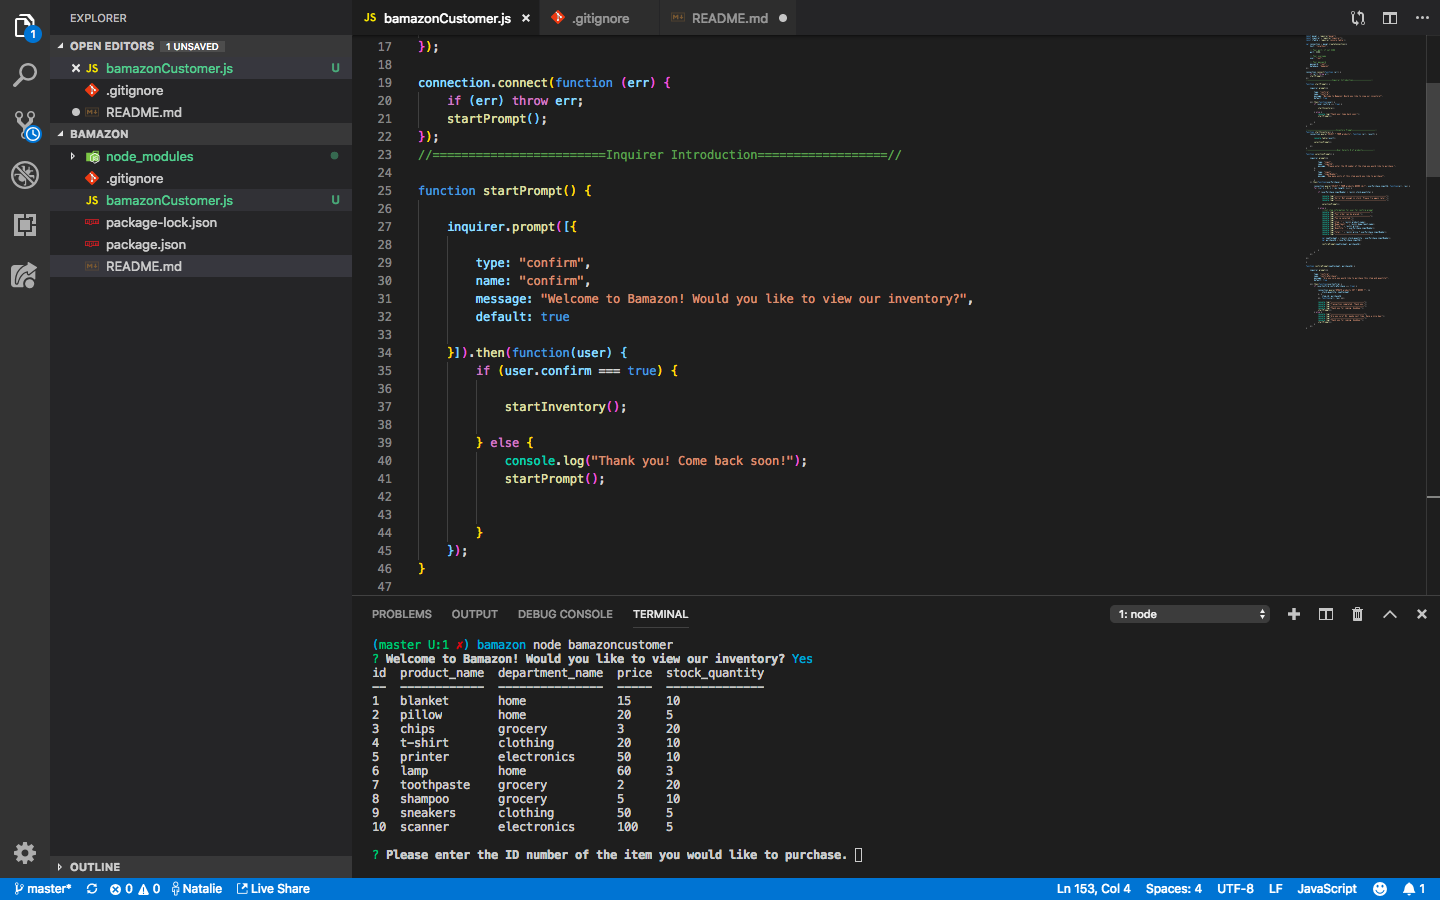 EXPLORER
OPEN EDITORS 1 UNSAVED
JS bamazonCustomer.js U
.gitignore
README.md
BAMAZON
node_modules
.gitignore
JS bamazonCustomer.js U
package-lock.json
package.json
README.md
OUTLINE
JS bamazonCustomer.js
.gitignore
README.md
17 });
18
19 connection.connect(function (err) {
20 if (err) throw err;
21 startPrompt();
22 });
23 //========================Inquirer Introduction==================//
24
25 function startPrompt() {
26
27 inquirer.prompt([{
28
29 type: "confirm",
30 name: "confirm",
31 message: "Welcome to Bamazon! Would you like to view our inventory?",
32 default: true
33
34 }]).then(function(user) {
35 if (user.confirm === true) {
36
37 startInventory();
38
39 } else {
40 console.log("Thank you! Come back soon!");
41 startPrompt();
42
43
44 }
45 });
46 }
47
PROBLEMS OUTPUT DEBUG CONSOLE TERMINAL 1: node
(master U:1 ✗) bamazon node bamazoncustomer
? Welcome to Bamazon! Would you like to view our inventory? Yes
id product_name department_name price stock_quantity
-- ------------ --------------- ----- --------------
1 blanket home 15 10
2 pillow home 20 5
3 chips grocery 3 20
4 t-shirt clothing 20 10
5 printer electronics 50 10
6 lamp home 60 3
7 toothpaste grocery 2 20
8 shampoo grocery 5 10
9 sneakers clothing 50 5
10 scanner electronics 100 5
? Please enter the ID number of the item you would like to purchase.
master* 0 0 Natalie Live Share Ln 153, Col 4 Spaces: 4 UTF-8 LF JavaScript 1